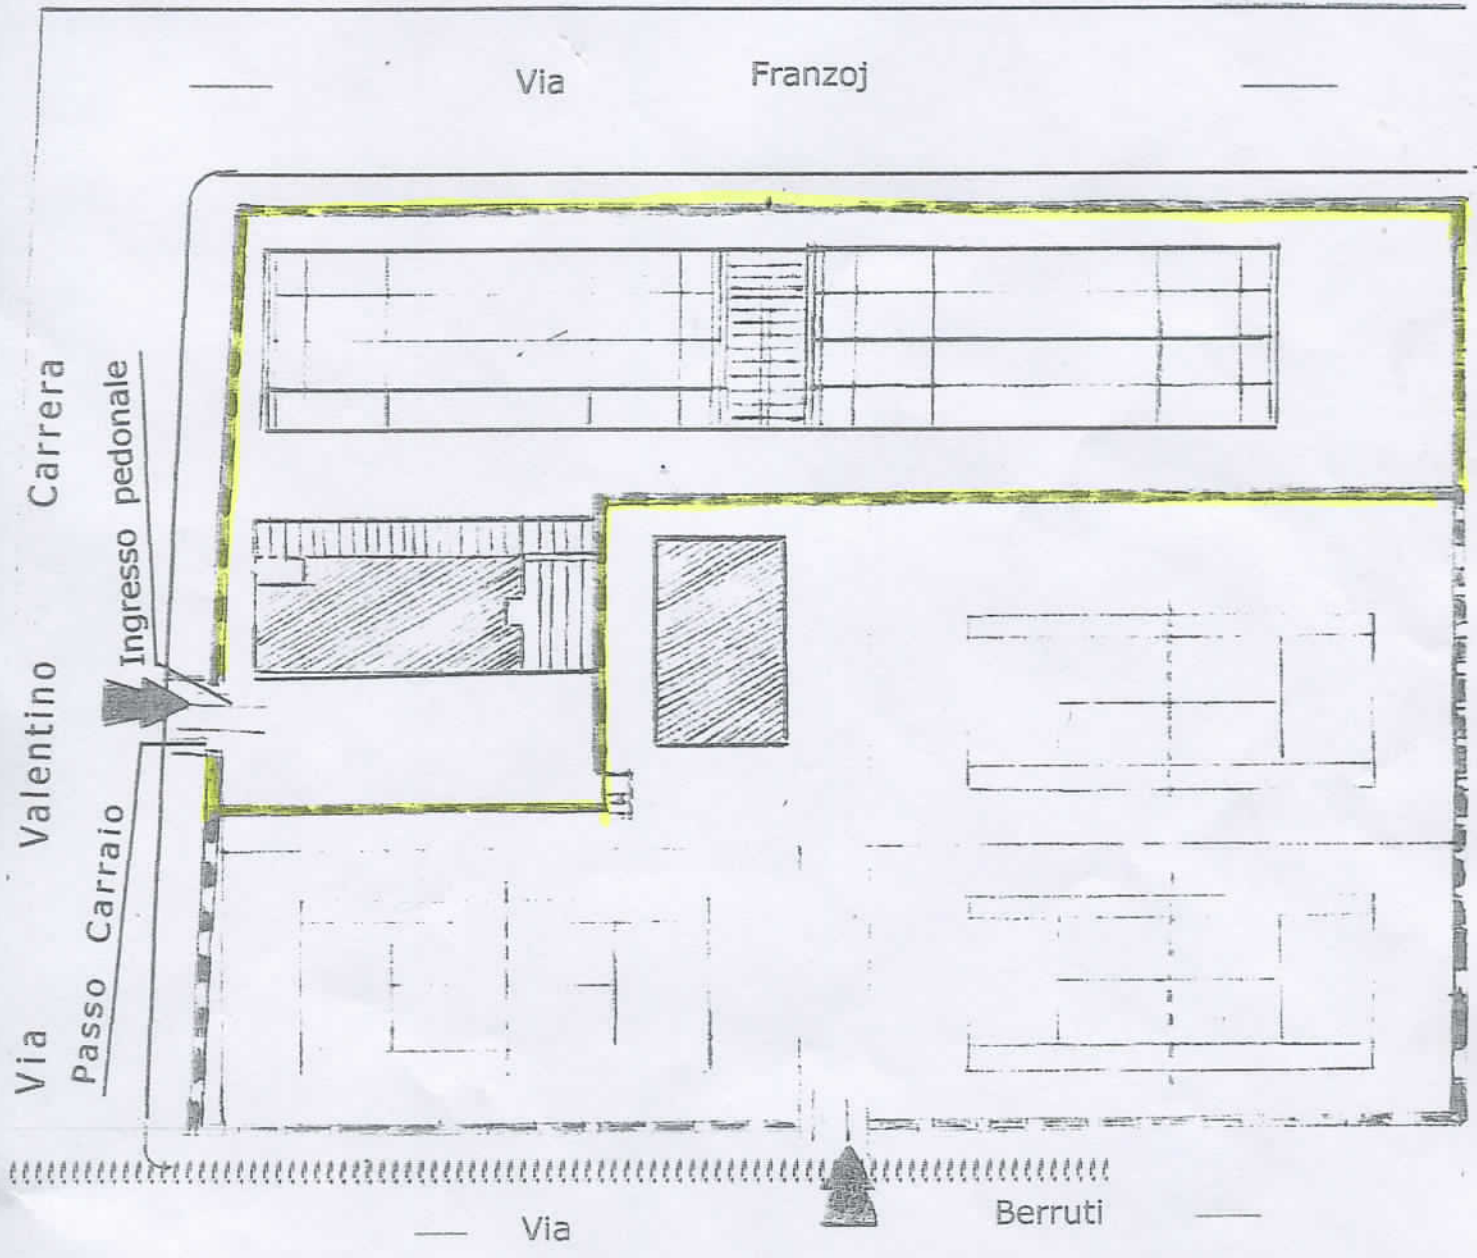 Via Franzoj
Via Valentino Carrera
Ingresso pedonale
Passo Carraio
Via Berruti